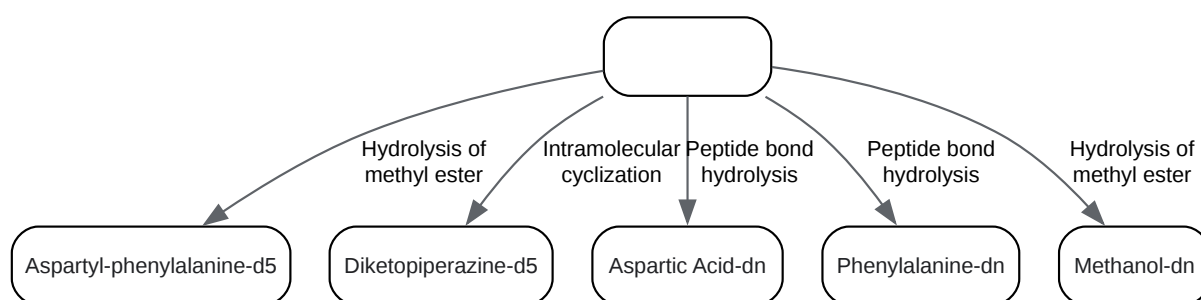 Hydrolysis of
methyl ester
Intramolecular
cyclization
Peptide bond
hydrolysis
Peptide bond
hydrolysis
Hydrolysis of
methyl ester
Aspartyl-phenylalanine-d5
Diketopiperazine-d5
Aspartic Acid-dn
Phenylalanine-dn
Methanol-dn